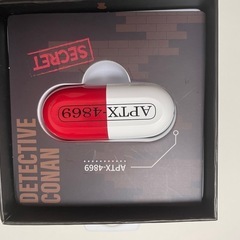 SECRET
APTX-4869
APTX-4869
DETECTIVE
CONAN